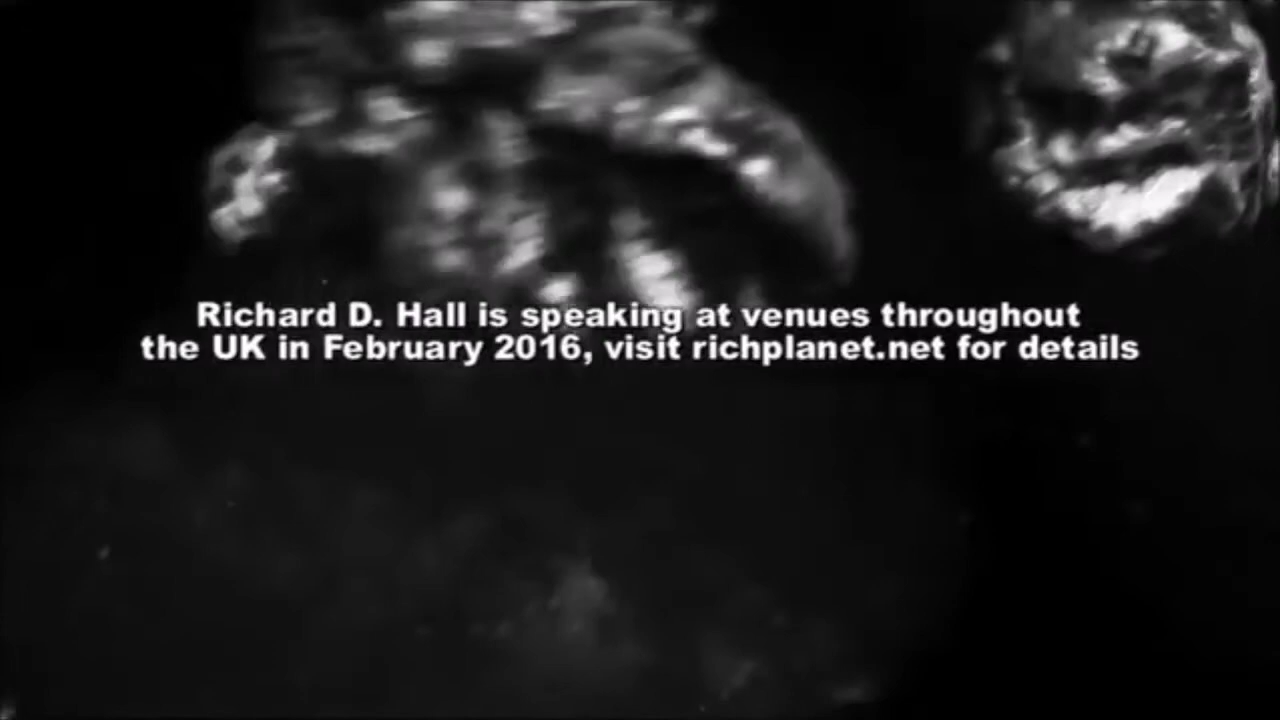 Richard D. Hall is speaking at venues throughout
the UK in February 2016, visit richplanet.net for details